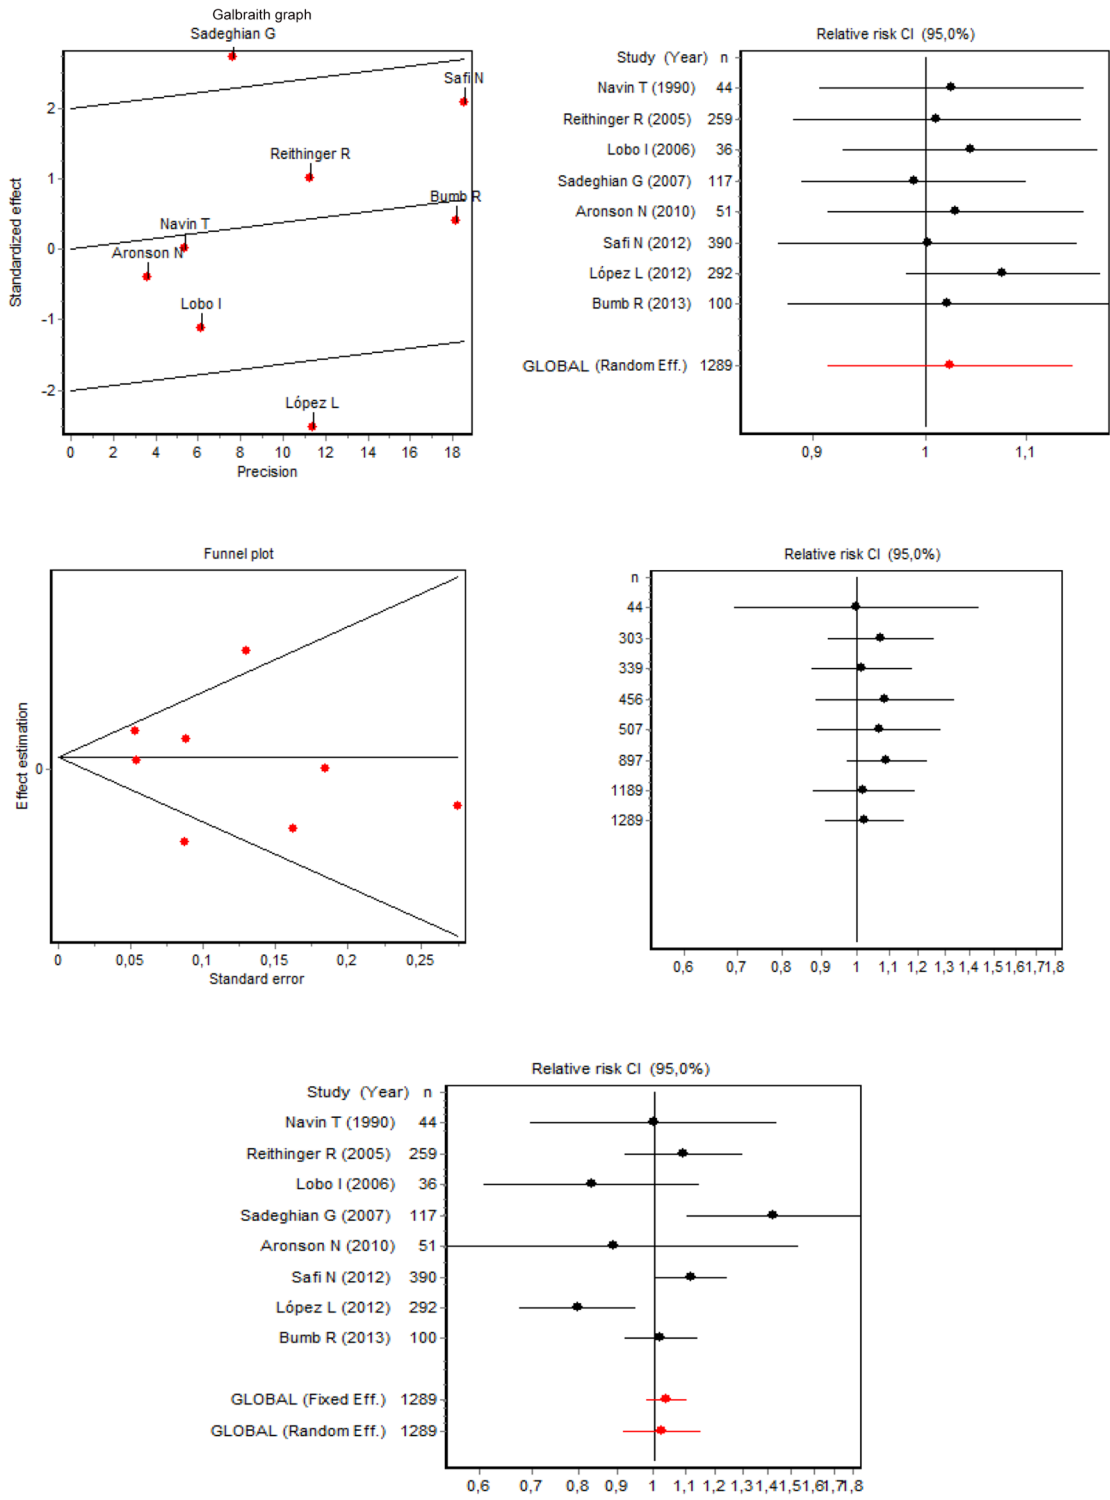 Galbraith graph
Sadeghian G
Safi N
Reithinger R
Bumb R
Navin T
Aronson N
Lobo I
López L
Standardized effect
2
1
0
-1
-2
0 2 4 6 8 10 12 14 16 18
Precision
Relative risk CI (95,0%)
Study (Year) n
Navin T (1990) 44
Reithinger R (2005) 259
Lobo I (2006) 36
Sadeghian G (2007) 117
Aronson N (2010) 51
Safi N (2012) 390
López L (2012) 292
Bumb R (2013) 100
GLOBAL (Random Eff.) 1289
0,9 1 1,1
Funnel plot
Effect estimation
0
0 0,05 0,1 0,15 0,2 0,25
Standard error
Relative risk CI (95,0%)
n
44
303
339
456
507
897
1189
1289
0,6 0,7 0,8 0,9 1 1,1 1,2 1,3 1,4 1,5 1,6 1,7 1,8
Relative risk CI (95,0%)
Study (Year) n
Navin T (1990) 44
Reithinger R (2005) 259
Lobo I (2006) 36
Sadeghian G (2007) 117
Aronson N (2010) 51
Safi N (2012) 390
López L (2012) 292
Bumb R (2013) 100
GLOBAL (Fixed Eff.) 1289
GLOBAL (Random Eff.) 1289
0,6 0,7 0,8 0,9 1 1,1 1,2 1,3 1,4 1,5 1,6 1,7 1,8